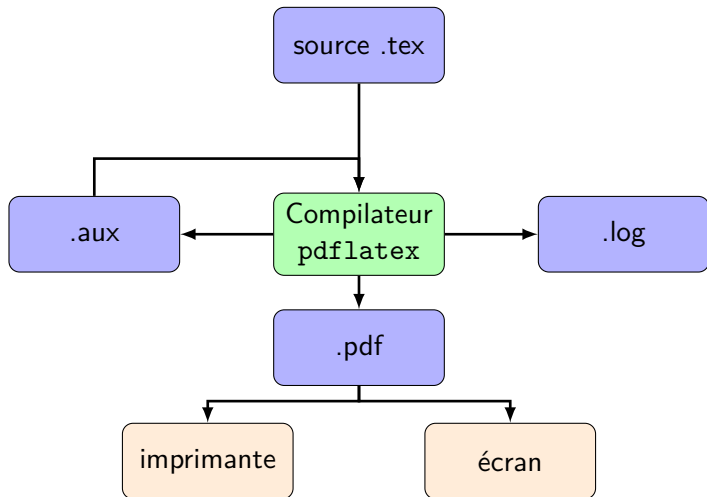 source .tex
.aux
Compilateur
pdflatex
.log
.pdf
imprimante
écran